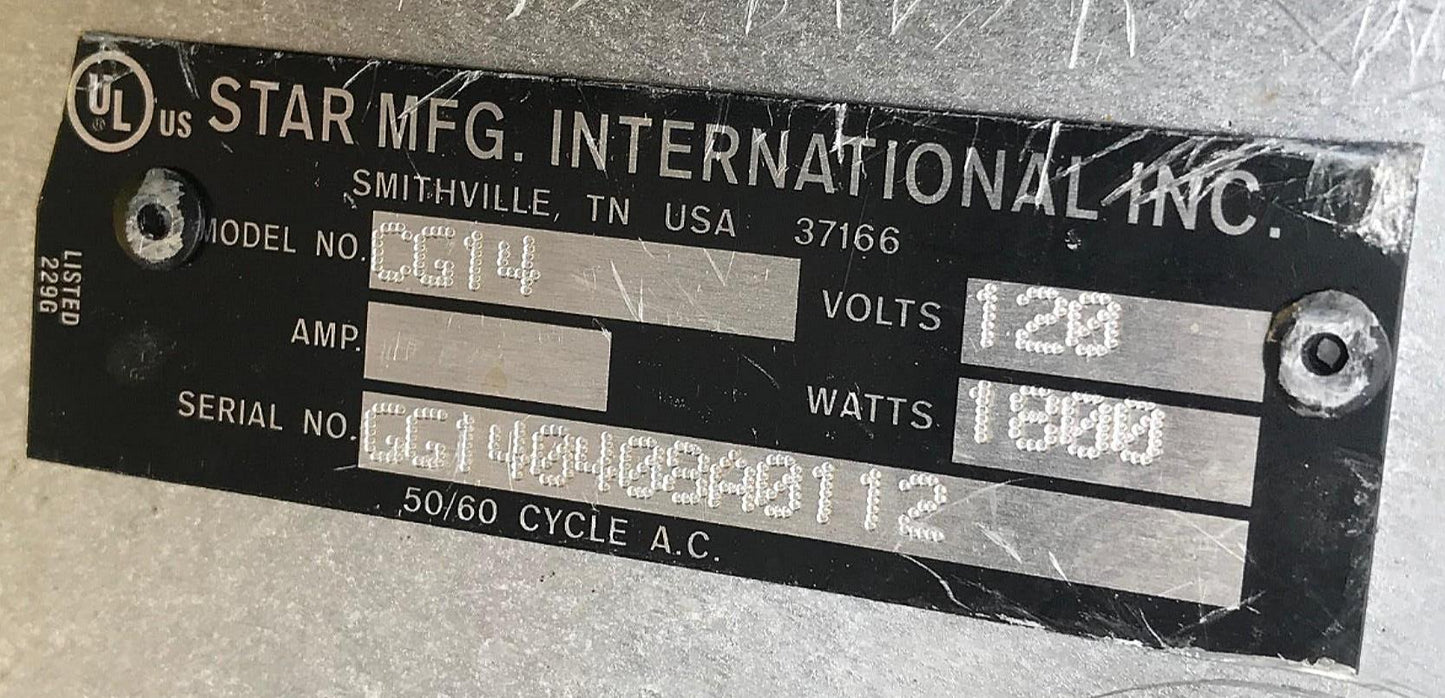 UL US STAR MFG. INTERNATIONAL INC.
SMITHVILLE, TN USA 37166
MODEL NO. CG14
VOLTS 120
AMP.
WATTS 1800
SERIAL NO. GG140409A0112
50/60 CYCLE A.C.
LISTED
229G